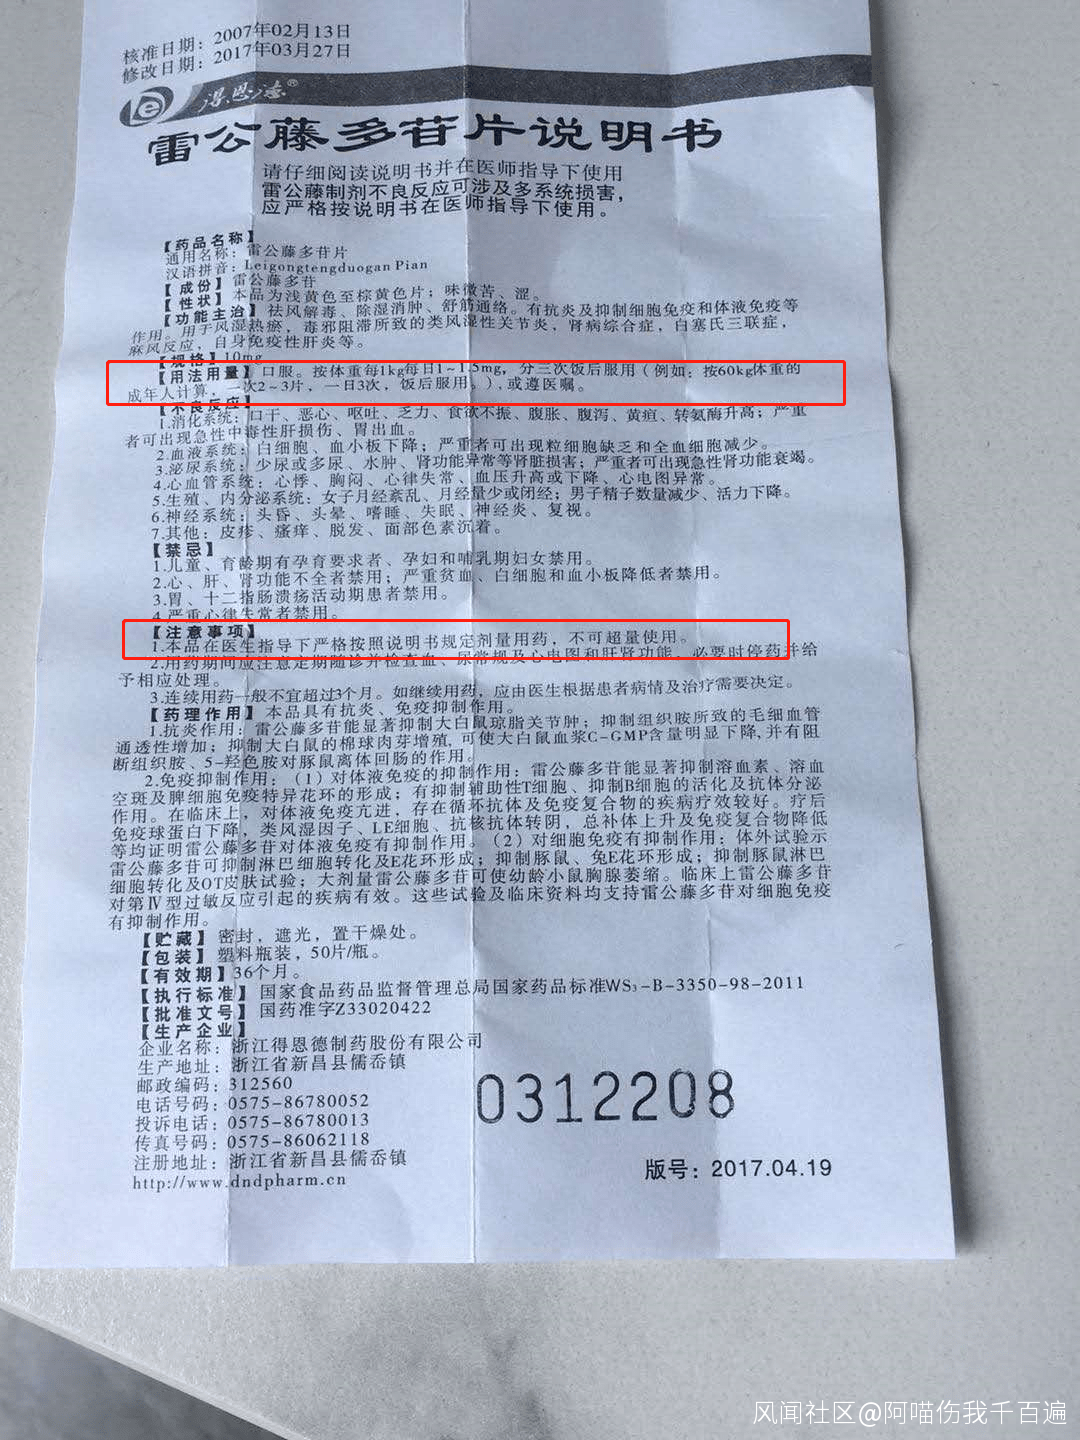 核准日期：2007年02月13日
修改日期：2017年03月27日
得恩德®
雷公藤多苷片说明书
请仔细阅读说明书并在医师指导下使用
雷公藤制剂不良反应可涉及多系统损害，
应严格按说明书在医师指导下使用。
【药品名称】
通用名称：雷公藤多苷片
汉语拼音：Leigongtengduogan Pian
【成份】雷公藤多苷
【性状】本品为浅黄色至棕黄色片；味微苦、涩。
【功能主治】祛风解毒、除湿消肿、舒筋通络。有抗炎及抑制细胞免疫和体液免疫等
作用。用于风湿热瘀，毒邪阻滞所致的类风湿性关节炎，肾病综合症，白塞氏三联症，
麻风反应，自身免疫性肝炎等。
【规格】10mg
【用法用量】口服。按体重每1kg每日1~1.5mg，分三次饭后服用（例如：按60kg体重的
成年人计算，一次2~3片，一日3次，饭后服用。），或遵医嘱。
【不良反应】
1.消化系统：口干、恶心、呕吐、乏力、食欲不振、腹胀、腹泻、黄疸、转氨酶升高；严重
者可出现急性中毒性肝损伤、胃出血。
2.血液系统：白细胞、血小板下降；严重者可出现粒细胞缺乏和全血细胞减少。
3.泌尿系统：少尿或多尿、水肿、肾功能异常等肾脏损害；严重者可出现急性肾功能衰竭。
4.心血管系统：心悸、胸闷、心律失常、血压升高或下降、心电图异常。
5.生殖、内分泌系统：女子月经紊乱、月经量少或闭经；男子精子数量减少、活力下降。
6.神经系统：头昏、头晕、嗜睡、失眠、神经炎、复视。
7.其他：皮疹、瘙痒、脱发、面部色素沉着。
【禁忌】
1.儿童、育龄期有孕育要求者、孕妇和哺乳期妇女禁用。
2.心、肝、肾功能不全者禁用；严重贫血、白细胞和血小板降低者禁用。
3.胃、十二指肠溃疡活动期患者禁用。
4.严重心律失常者禁用。
【注意事项】
1.本品在医生指导下严格按照说明书规定剂量用药，不可超量使用。
2.用药期间应注意定期随诊并检查血、尿常规及心电图和肝肾功能，必要时停药并给
予相应处理。
3.连续用药一般不宜超过3个月。如继续用药，应由医生根据患者病情及治疗需要决定。
【药理作用】本品具有抗炎、免疫抑制作用。
1.抗炎作用：雷公藤多苷能显著抑制大白鼠琼脂关节肿；抑制组织胺所致的毛细血管
通透性增加；抑制大白鼠的棉球肉芽增殖，可使大白鼠血浆C-GMP含量明显下降，并有阻
断组织胺、5-羟色胺对豚鼠离体回肠的作用。
2.免疫抑制作用：（1）对体液免疫的抑制作用：雷公藤多苷能显著抑制溶血素、溶血
空斑及脾细胞免疫特异花环的形成；有抑制辅助性T细胞、抑制B细胞的活化及抗体分泌
作用。在临床上，对体液免疫亢进，存在循环抗体及免疫复合物的疾病疗效较好。疗后
免疫球蛋白下降，类风湿因子、LE细胞、抗核抗体转阴，总补体上升及免疫复合物降低
等均证明雷公藤多苷对体液免疫有抑制作用。（2）对细胞免疫有抑制作用：体外试验示
雷公藤多苷可抑制淋巴细胞转化及E花环形成；抑制豚鼠、兔E花环形成；抑制豚鼠淋巴
细胞转化及OT皮肤试验；大剂量雷公藤多苷可使幼龄小鼠胸腺萎缩。临床上雷公藤多苷
对第Ⅳ型过敏反应引起的疾病有效。这些试验及临床资料均支持雷公藤多苷对细胞免疫
有抑制作用。
【贮藏】密封，遮光，置干燥处。
【包装】塑料瓶装，50片/瓶。
【有效期】36个月。
【执行标准】国家食品药品监督管理总局国家药品标准WS₃-B-3350-98-2011
【批准文号】国药准字Z33020422
【生产企业】
企业名称：浙江得恩德制药股份有限公司
生产地址：浙江省新昌县儒岙镇
邮政编码：312560
电话号码：0575-86780052
投诉电话：0575-86780013
传真号码：0575-86062118
注册地址：浙江省新昌县儒岙镇
http://www.dndpharm.cn
0312208
版号：2017.04.19
风闻社区@阿喵伤我千百遍